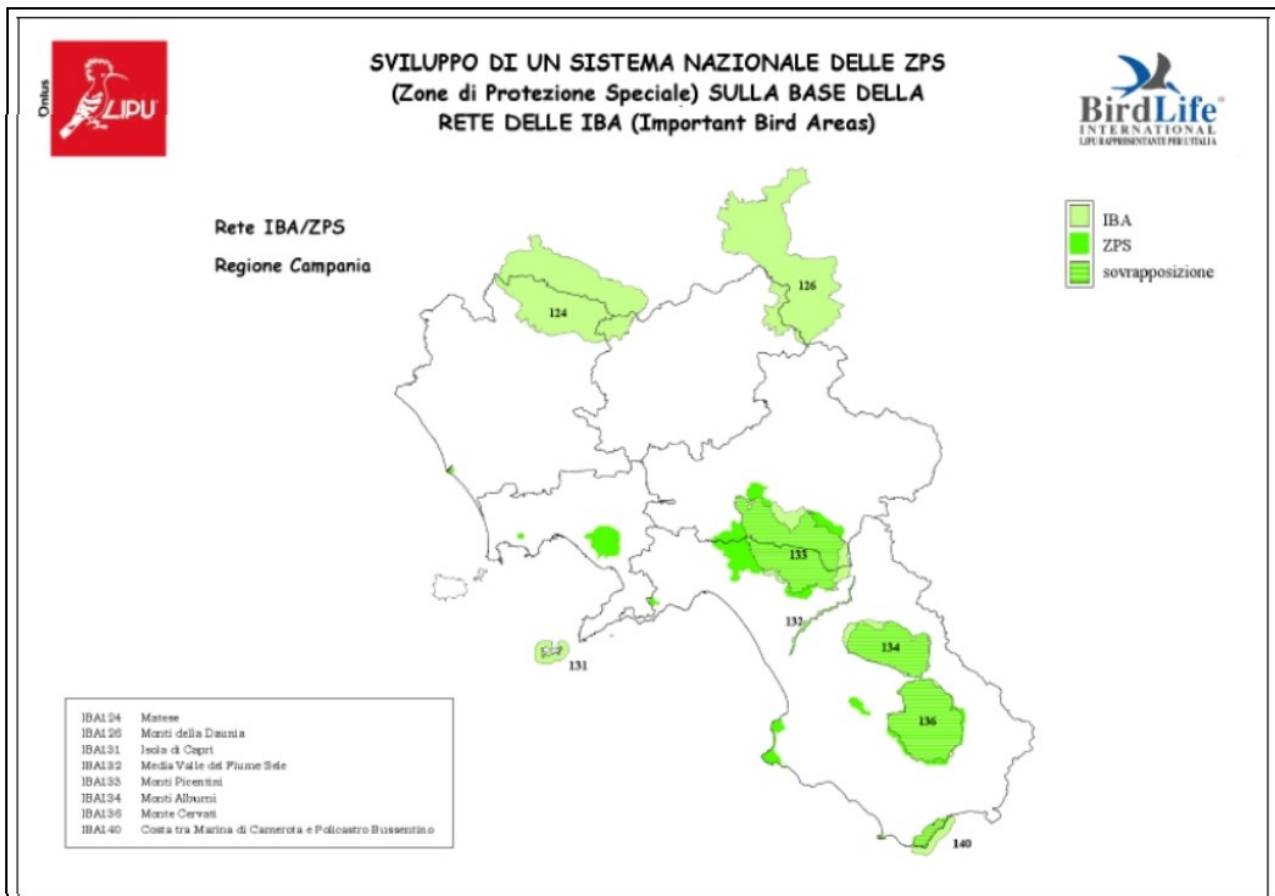 Onlus
LIPU
SVILUPPO DI UN SISTEMA NAZIONALE DELLE ZPS
(Zone di Protezione Speciale) SULLA BASE DELLA
RETE DELLE IBA (Important Bird Areas)
BirdLife
INTERNATIONAL
LIPU RAPPRESENTANTE PER L'ITALIA
Rete IBA/ZPS
Regione Campania
IBA
ZPS
sovrapposizione
126
124
133
132
134
131
136
140
IBA124 Matese
IBA126 Monti della Daunia
IBA131 Isola di Capri
IBA132 Media Valle del Fiume Sele
IBA133 Monti Picentini
IBA134 Monti Alburni
IBA136 Monte Cervati
IBA140 Costa tra Marina di Camerota e Policastro Bussentino